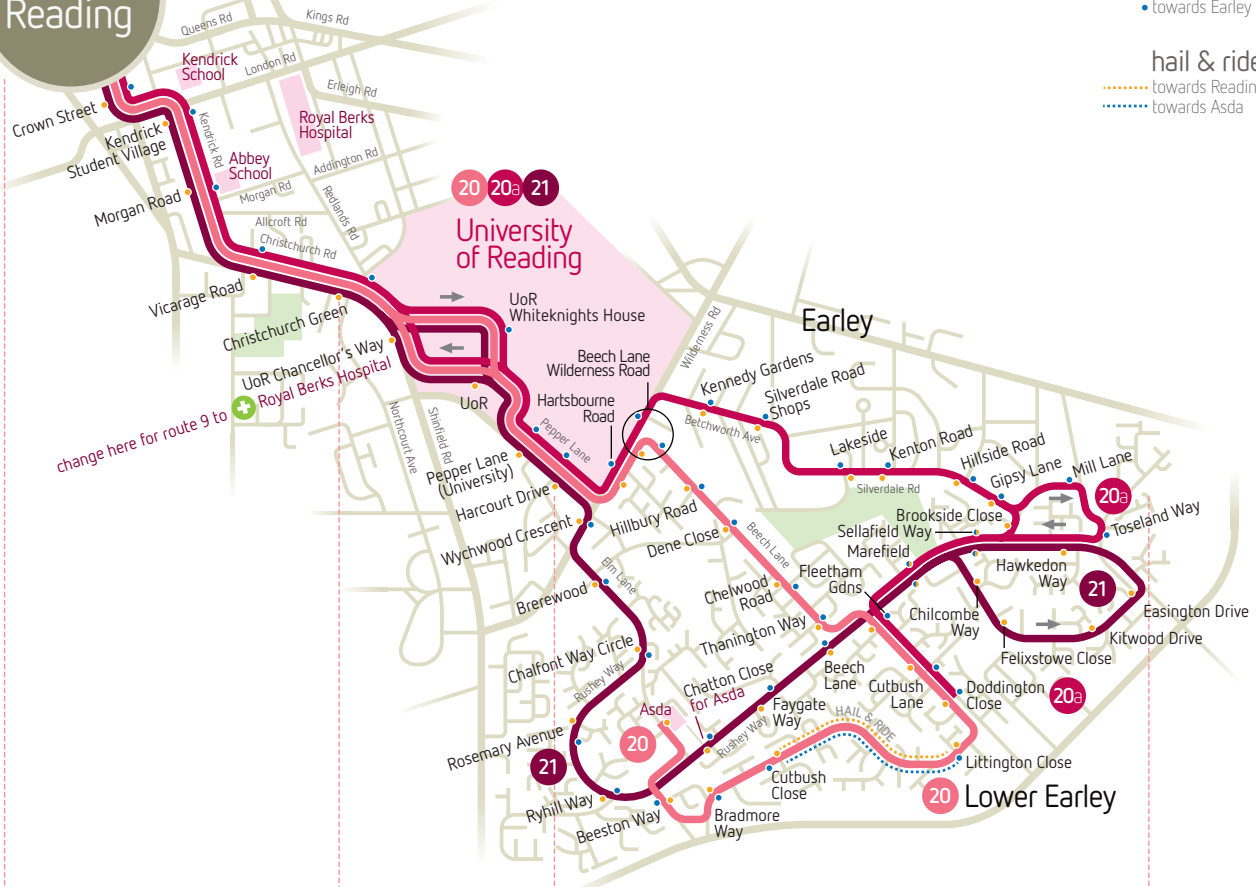 Reading
Queens Rd
Kings Rd
towards Earley
hail & ride
towards Reading
towards Asda
Kendrick
School
London Rd
Erleigh Rd
Crown Street
Kendrick
Student Village
Kendrick Rd
Royal Berks
Hospital
Abbey
School
Addington Rd
Morgan Rd
Redlands Rd
Morgan Road
Allcroft Rd
Christchurch Rd
20 20a 21
University
of Reading
Vicarage Road
Christchurch Green
UoR
Whiteknights House
Wilderness Rd
Earley
UoR Chancellor's Way
change here for route 9 to Royal Berks Hospital
Beech Lane
Wilderness Road
Hartsbourne
Road
Kennedy Gardens
Silverdale Road
Shops
Betchworth Ave
UoR
Northcourt Ave
Shinfield Rd
Pepper Lane
Pepper Lane
(University)
Harcourt Drive
Wychwood Crescent
Lakeside
Kenton Road
Hillside Road
Gipsy Lane
Mill Lane
Silverdale Rd
20a
Toseland Way
Brookside Close
Sellafield Way
Marefield
Hillbury Road
Dene Close
Beech Lane
Elm Lane
Brerewood
Chelwood
Road
Fleetham
Gdns
Hawkedon
Way
21
Easington Drive
Chilcombe
Way
Kitwood Drive
Felixstowe Close
Thanington Way
Chalfont Way Circle
Rushey Way
Chatton Close
for Asda
Beech
Lane
Cutbush
Lane
Doddington
Close
20a
Asda
20
Faygate
Way
Rushey Way
HAIL & RIDE
Rosemary Avenue
21
Ryhill Way
Beeston Way
Bradmore
Way
Cutbush
Close
Littington Close
20 Lower Earley